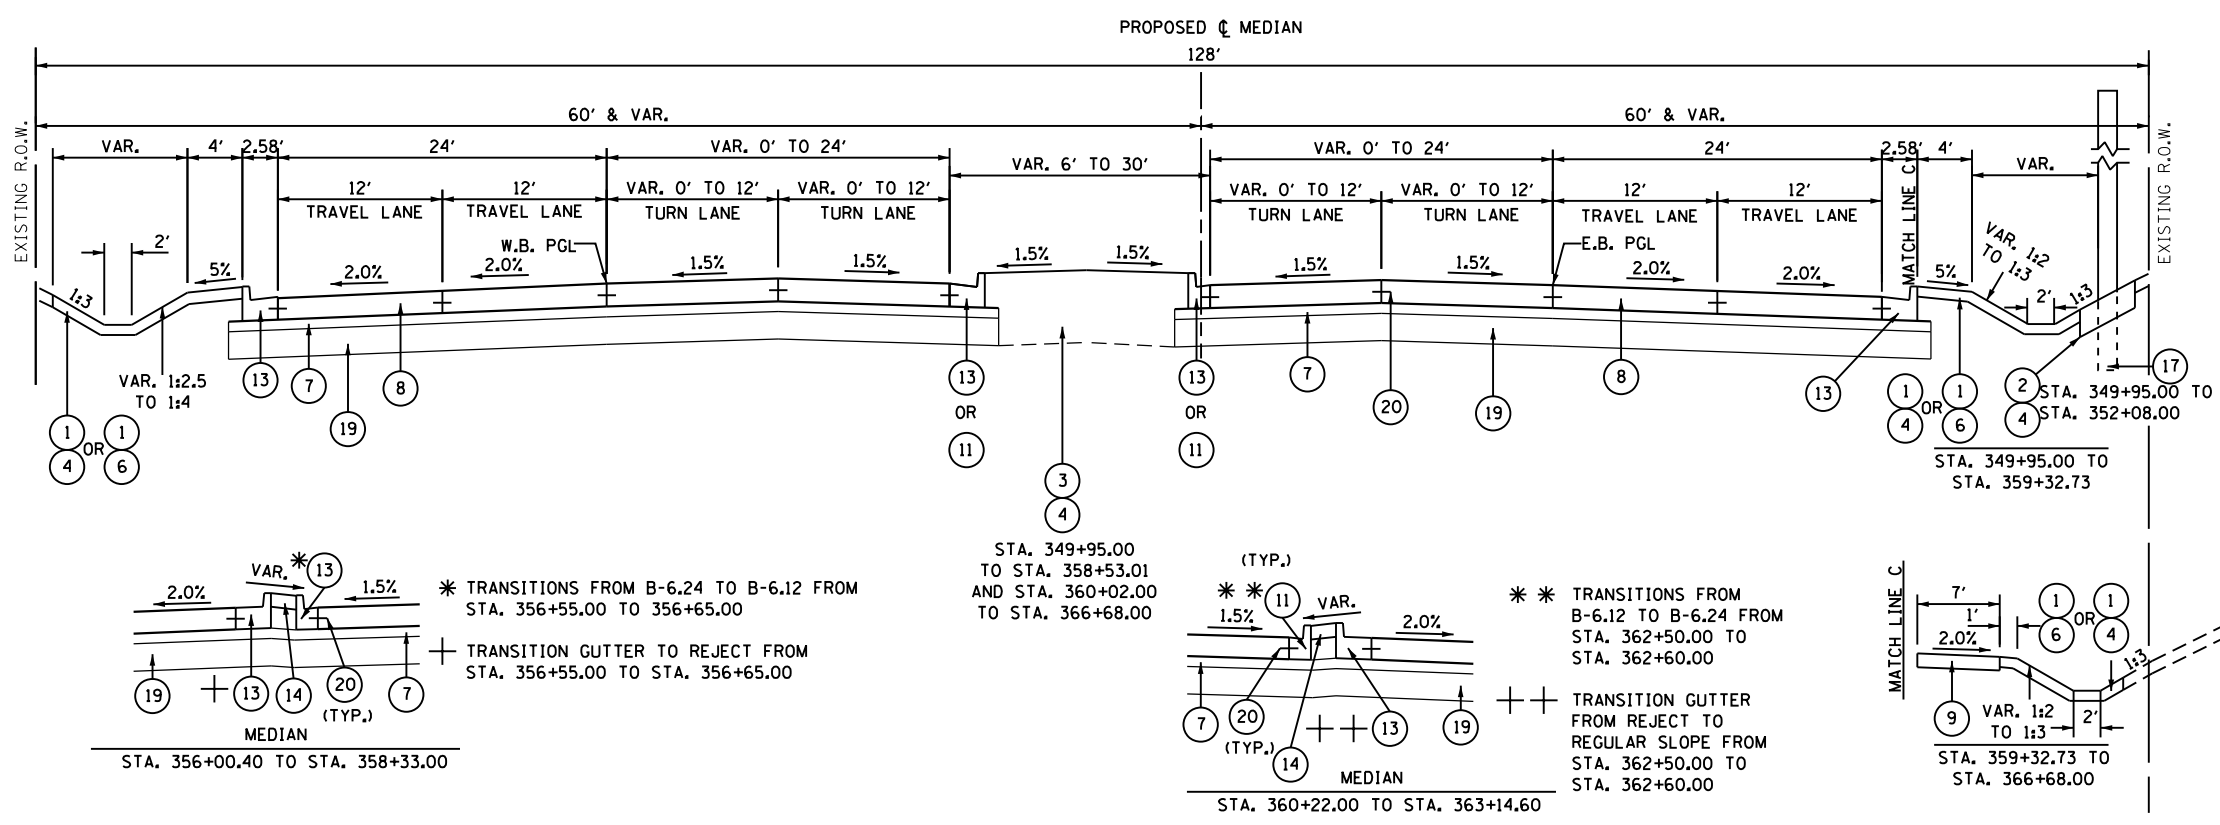 PROPOSED ℄ MEDIAN
128'
60' & VAR.
60' & VAR.
EXISTING R.O.W.
EXISTING R.O.W.
VAR.
4'
2.58'
24'
VAR. 0' TO 24'
VAR. 6' TO 30'
VAR. 0' TO 24'
24'
2.58'
4'
VAR.
12'
TRAVEL LANE
12'
TRAVEL LANE
VAR. 0' TO 12'
TURN LANE
VAR. 0' TO 12'
TURN LANE
VAR. 0' TO 12'
TURN LANE
VAR. 0' TO 12'
TURN LANE
12'
TRAVEL LANE
12'
TRAVEL LANE
MATCH LINE C
2'
W.B. PGL
E.B. PGL
1:3
5%
2.0%
2.0%
1.5%
1.5%
1.5%
1.5%
1.5%
1.5%
2.0%
2.0%
5%
VAR. 1:2
TO 1:3
2'
1:3
VAR. 1:2.5
TO 1:4
13
7
8
19
1
4
OR
1
6
13
OR
11
3
4
STA. 349+95.00
TO STA. 358+53.01
AND STA. 360+02.00
TO STA. 366+68.00
13
OR
11
7
20
19
8
13
1
4
OR
1
6
STA. 349+95.00 TO
STA. 359+32.73
2
4
STA. 349+95.00 TO
STA. 352+08.00
17
2.0%
VAR.
*
13
1.5%
19
+
13
14
20
(TYP.)
7
MEDIAN
STA. 356+00.40 TO STA. 358+33.00
* TRANSITIONS FROM B-6.24 TO B-6.12 FROM
STA. 356+55.00 TO 356+65.00
+ TRANSITION GUTTER TO REJECT FROM
STA. 356+55.00 TO STA. 356+65.00
(TYP.)
* *
11
1.5%
VAR.
2.0%
7
20
(TYP.)
14
+ +
13
19
MEDIAN
STA. 360+22.00 TO STA. 363+14.60
* * TRANSITIONS FROM
B-6.12 TO B-6.24 FROM
STA. 362+50.00 TO
STA. 362+60.00
+ + TRANSITION GUTTER
FROM REJECT TO
REGULAR SLOPE FROM
STA. 362+50.00 TO
STA. 362+60.00
MATCH LINE C
7'
1'
2.0%
1
6
OR
1
4
1:3
9
VAR. 1:2
TO 1:3
2'
STA. 359+32.73 TO
STA. 366+68.00